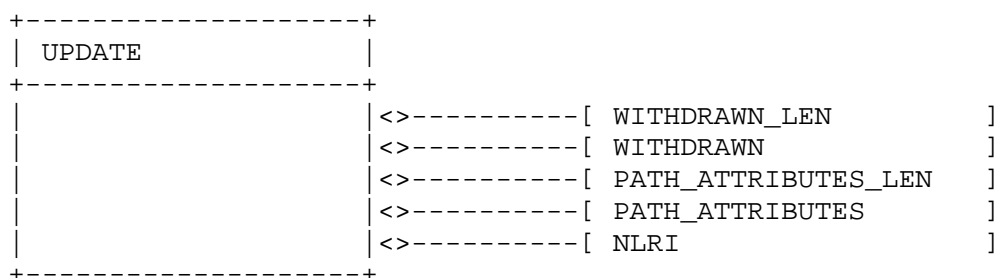 +---------------------+
| UPDATE              |
+---------------------+
|                     |<>----------[ WITHDRAWN_LEN         ]
|                     |<>----------[ WITHDRAWN             ]
|                     |<>----------[ PATH_ATTRIBUTES_LEN   ]
|                     |<>----------[ PATH_ATTRIBUTES       ]
|                     |<>----------[ NLRI                  ]
+---------------------+